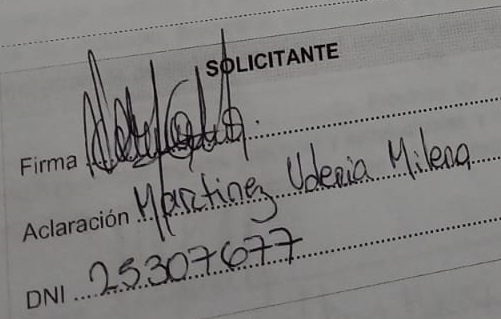 SOLICITANTE
Firma
Aclaración Martinez Valeria Milena
DNI 25307677